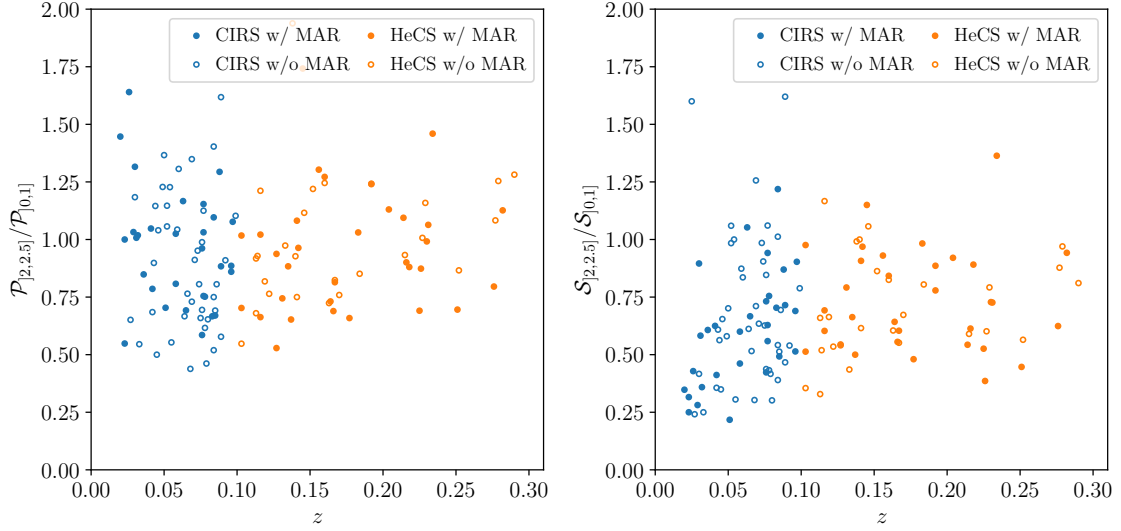 2.00
1.75
1.50
1.25
1.00
0.75
0.50
0.25
0.00
𝒫]2,2.5]/𝒫]0,1]
CIRS w/ MAR
CIRS w/o MAR
HeCS w/ MAR
HeCS w/o MAR
0.00 0.05 0.10 0.15 0.20 0.25 0.30
z
2.00
1.75
1.50
1.25
1.00
0.75
0.50
0.25
0.00
𝒮]2,2.5]/𝒮]0,1]
CIRS w/ MAR
CIRS w/o MAR
HeCS w/ MAR
HeCS w/o MAR
0.00 0.05 0.10 0.15 0.20 0.25 0.30
z